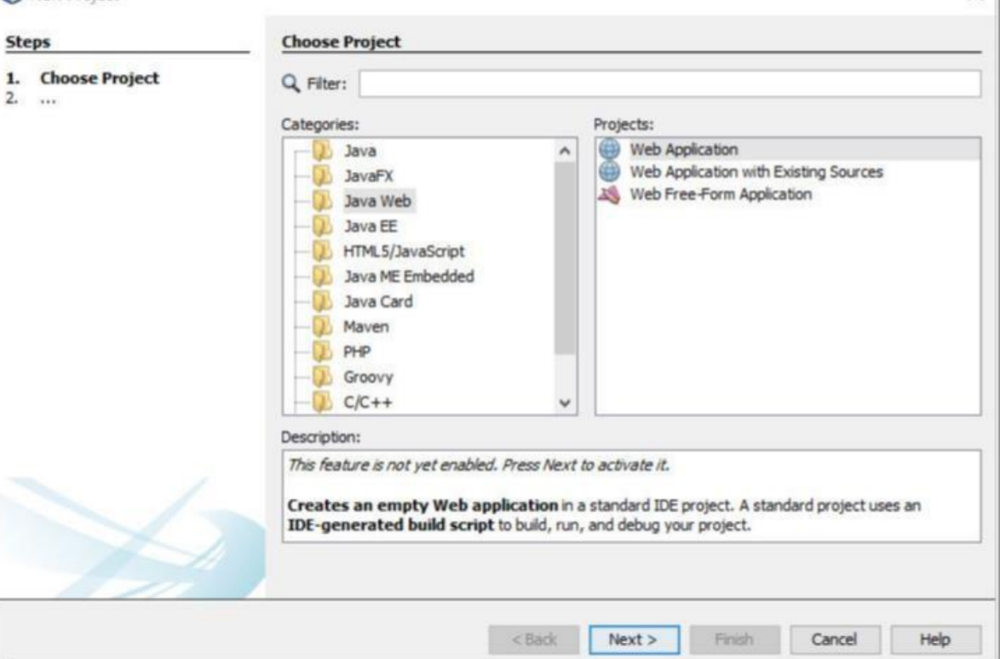 Steps
1. Choose Project
2. ...
Choose Project
Filter:
Categories:
Java
JavaFX
Java Web
Java EE
HTML5/JavaScript
Java ME Embedded
Java Card
Maven
PHP
Groovy
C/C++
Projects:
Web Application
Web Application with Existing Sources
Web Free-Form Application
Description:
This feature is not yet enabled. Press Next to activate it.
Creates an empty Web application in a standard IDE project. A standard project uses an
IDE-generated build script to build, run, and debug your project.
< Back
Next >
Finish
Cancel
Help